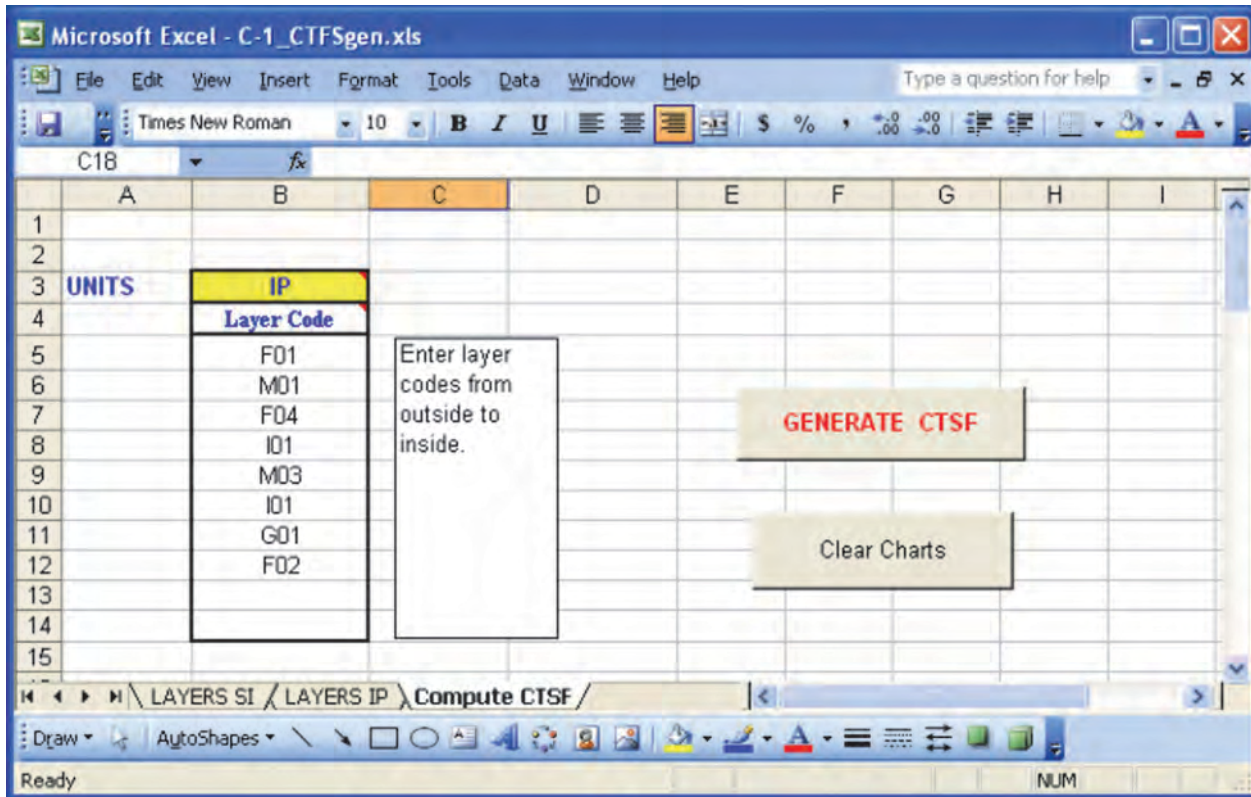 Microsoft Excel - C-1_CTFSgen.xls
File Edit View Insert Format Tools Data Window Help Type a question for help
Times New Roman 10 B I U $ % , .00 .00
C18 fx
A B C D E F G H I
1
2
3 UNITS IP
4 Layer Code
5 F01 Enter layer
6 M01 codes from
7 F04 outside to GENERATE CTSF
8 I01 inside.
9 M03
10 I01
11 G01 Clear Charts
12 F02
13
14
15
LAYERS SI / LAYERS IP \ Compute CTSF /
Draw AutoShapes A
Ready NUM